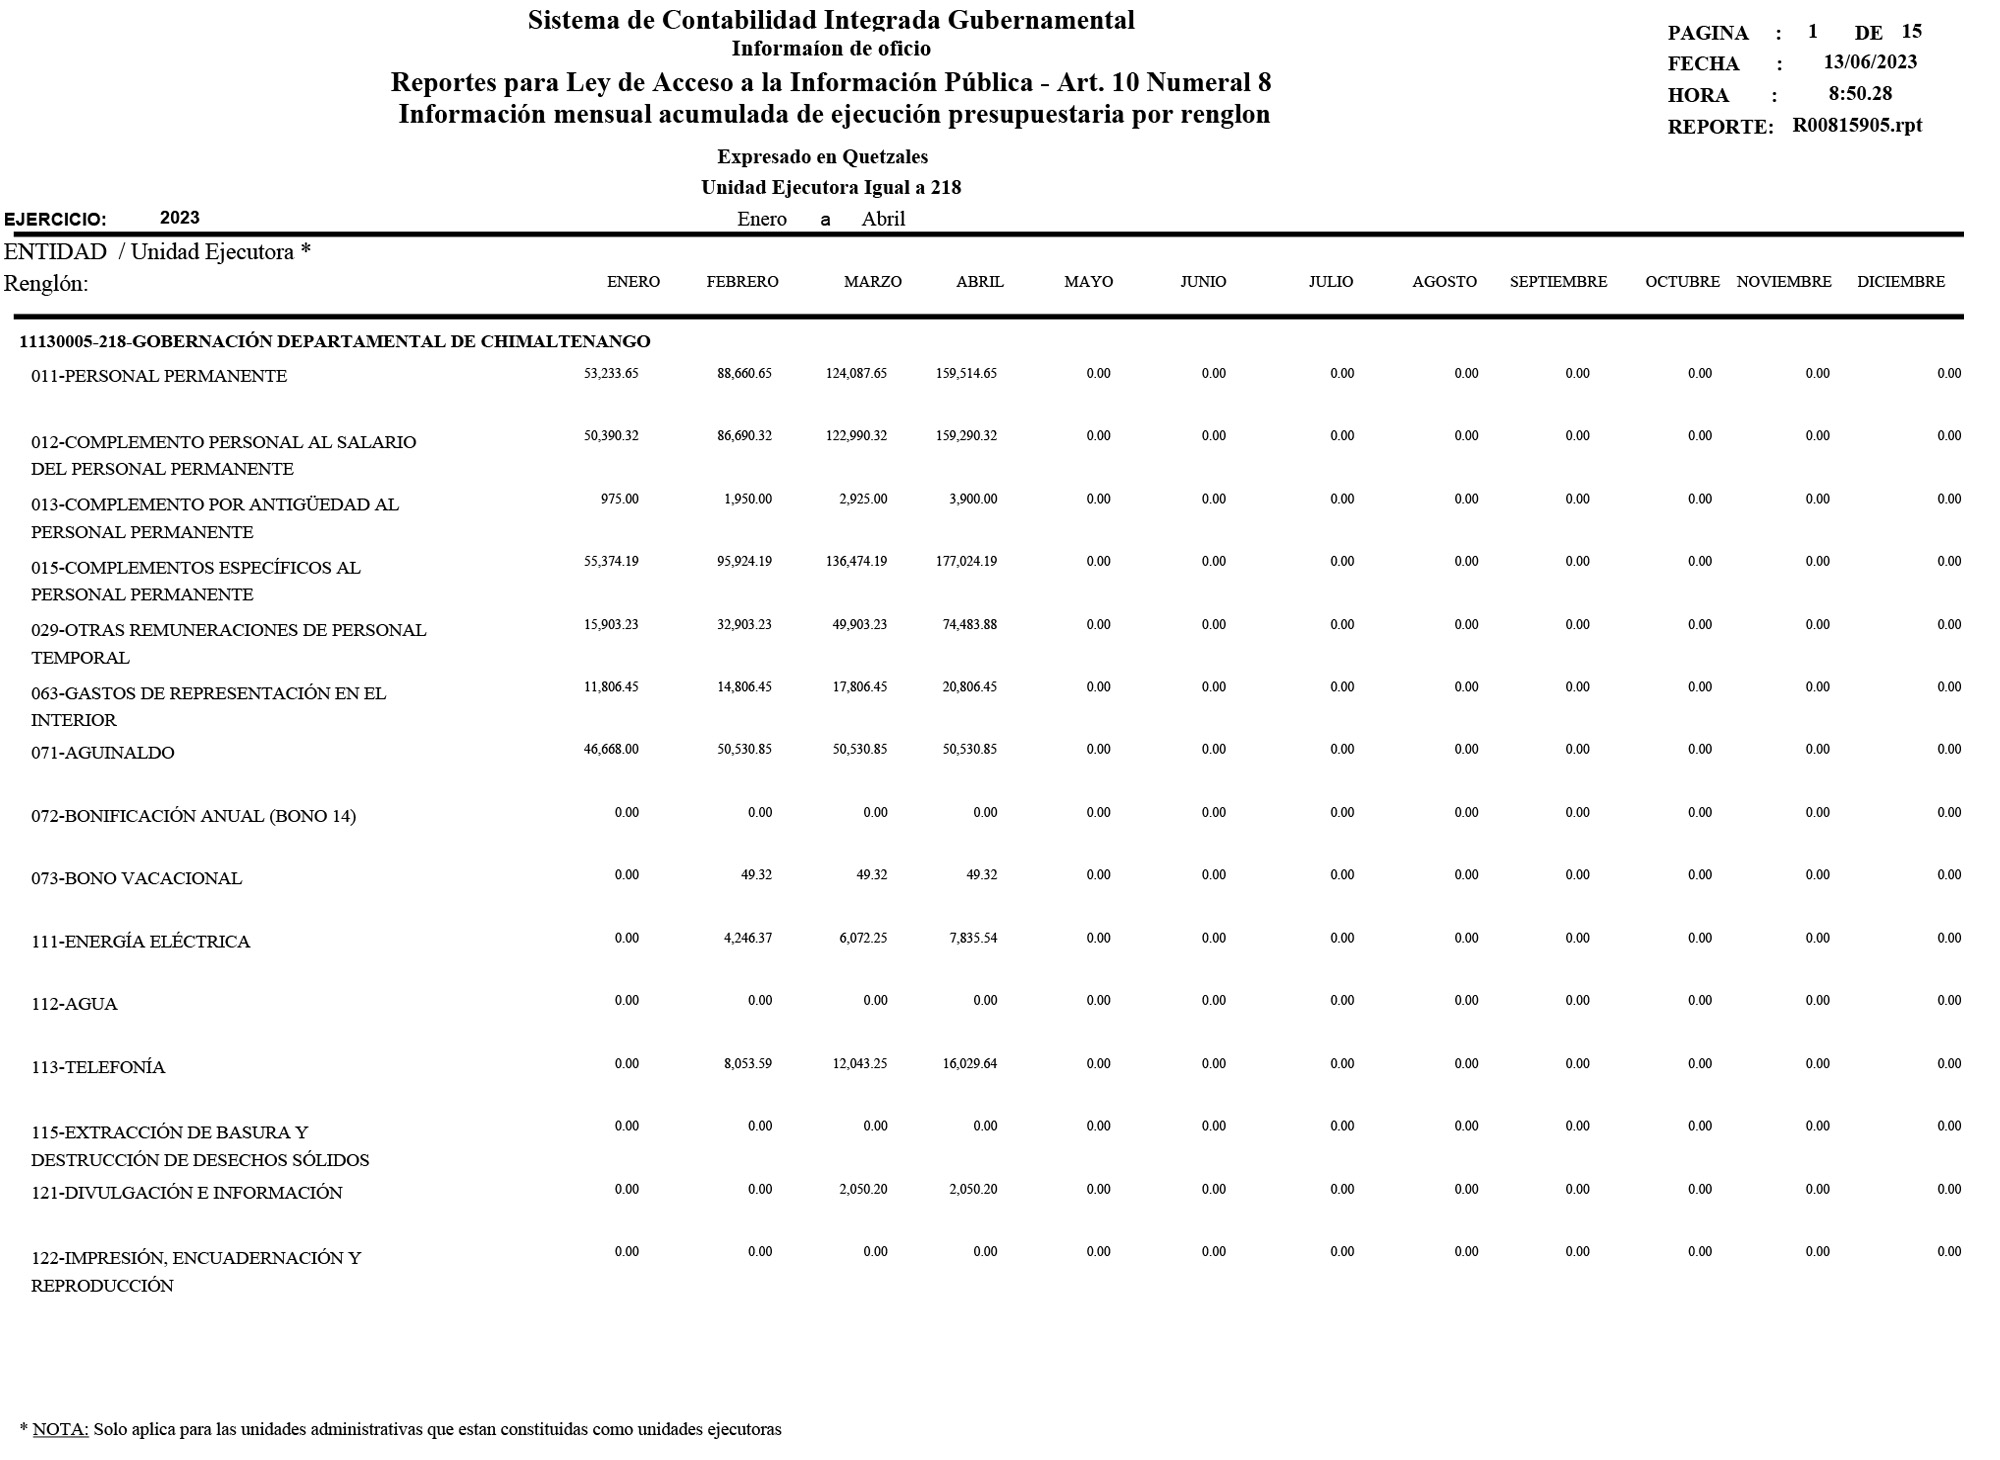 Sistema de Contabilidad Integrada Gubernamental
Informaíon de oficio
Reportes para Ley de Acceso a la Información Pública - Art. 10 Numeral 8
Información mensual acumulada de ejecución presupuestaria por renglon
PAGINA : 1 DE 15
FECHA : 13/06/2023
HORA : 8:50.28
REPORTE: R00815905.rpt
Expresado en Quetzales
Unidad Ejecutora Igual a 218
EJERCICIO: 2023 Enero a Abril
ENTIDAD / Unidad Ejecutora *
Renglón: ENERO FEBRERO MARZO ABRIL MAYO JUNIO JULIO AGOSTO SEPTIEMBRE OCTUBRE NOVIEMBRE DICIEMBRE
11130005-218-GOBERNACIÓN DEPARTAMENTAL DE CHIMALTENANGO
011-PERSONAL PERMANENTE 53,233.65 88,660.65 124,087.65 159,514.65 0.00 0.00 0.00 0.00 0.00 0.00 0.00 0.00
012-COMPLEMENTO PERSONAL AL SALARIO 50,390.32 86,690.32 122,990.32 159,290.32 0.00 0.00 0.00 0.00 0.00 0.00 0.00 0.00
DEL PERSONAL PERMANENTE
013-COMPLEMENTO POR ANTIGÜEDAD AL 975.00 1,950.00 2,925.00 3,900.00 0.00 0.00 0.00 0.00 0.00 0.00 0.00 0.00
PERSONAL PERMANENTE
015-COMPLEMENTOS ESPECÍFICOS AL 55,374.19 95,924.19 136,474.19 177,024.19 0.00 0.00 0.00 0.00 0.00 0.00 0.00 0.00
PERSONAL PERMANENTE
029-OTRAS REMUNERACIONES DE PERSONAL 15,903.23 32,903.23 49,903.23 74,483.88 0.00 0.00 0.00 0.00 0.00 0.00 0.00 0.00
TEMPORAL
063-GASTOS DE REPRESENTACIÓN EN EL 11,806.45 14,806.45 17,806.45 20,806.45 0.00 0.00 0.00 0.00 0.00 0.00 0.00 0.00
INTERIOR
071-AGUINALDO 46,668.00 50,530.85 50,530.85 50,530.85 0.00 0.00 0.00 0.00 0.00 0.00 0.00 0.00
072-BONIFICACIÓN ANUAL (BONO 14) 0.00 0.00 0.00 0.00 0.00 0.00 0.00 0.00 0.00 0.00 0.00 0.00
073-BONO VACACIONAL 0.00 49.32 49.32 49.32 0.00 0.00 0.00 0.00 0.00 0.00 0.00 0.00
111-ENERGÍA ELÉCTRICA 0.00 4,246.37 6,072.25 7,835.54 0.00 0.00 0.00 0.00 0.00 0.00 0.00 0.00
112-AGUA 0.00 0.00 0.00 0.00 0.00 0.00 0.00 0.00 0.00 0.00 0.00 0.00
113-TELEFONÍA 0.00 8,053.59 12,043.25 16,029.64 0.00 0.00 0.00 0.00 0.00 0.00 0.00 0.00
115-EXTRACCIÓN DE BASURA Y 0.00 0.00 0.00 0.00 0.00 0.00 0.00 0.00 0.00 0.00 0.00 0.00
DESTRUCCIÓN DE DESECHOS SÓLIDOS
121-DIVULGACIÓN E INFORMACIÓN 0.00 0.00 2,050.20 2,050.20 0.00 0.00 0.00 0.00 0.00 0.00 0.00 0.00
122-IMPRESIÓN, ENCUADERNACIÓN Y 0.00 0.00 0.00 0.00 0.00 0.00 0.00 0.00 0.00 0.00 0.00 0.00
REPRODUCCIÓN
* NOTA: Solo aplica para las unidades administrativas que estan constituidas como unidades ejecutoras